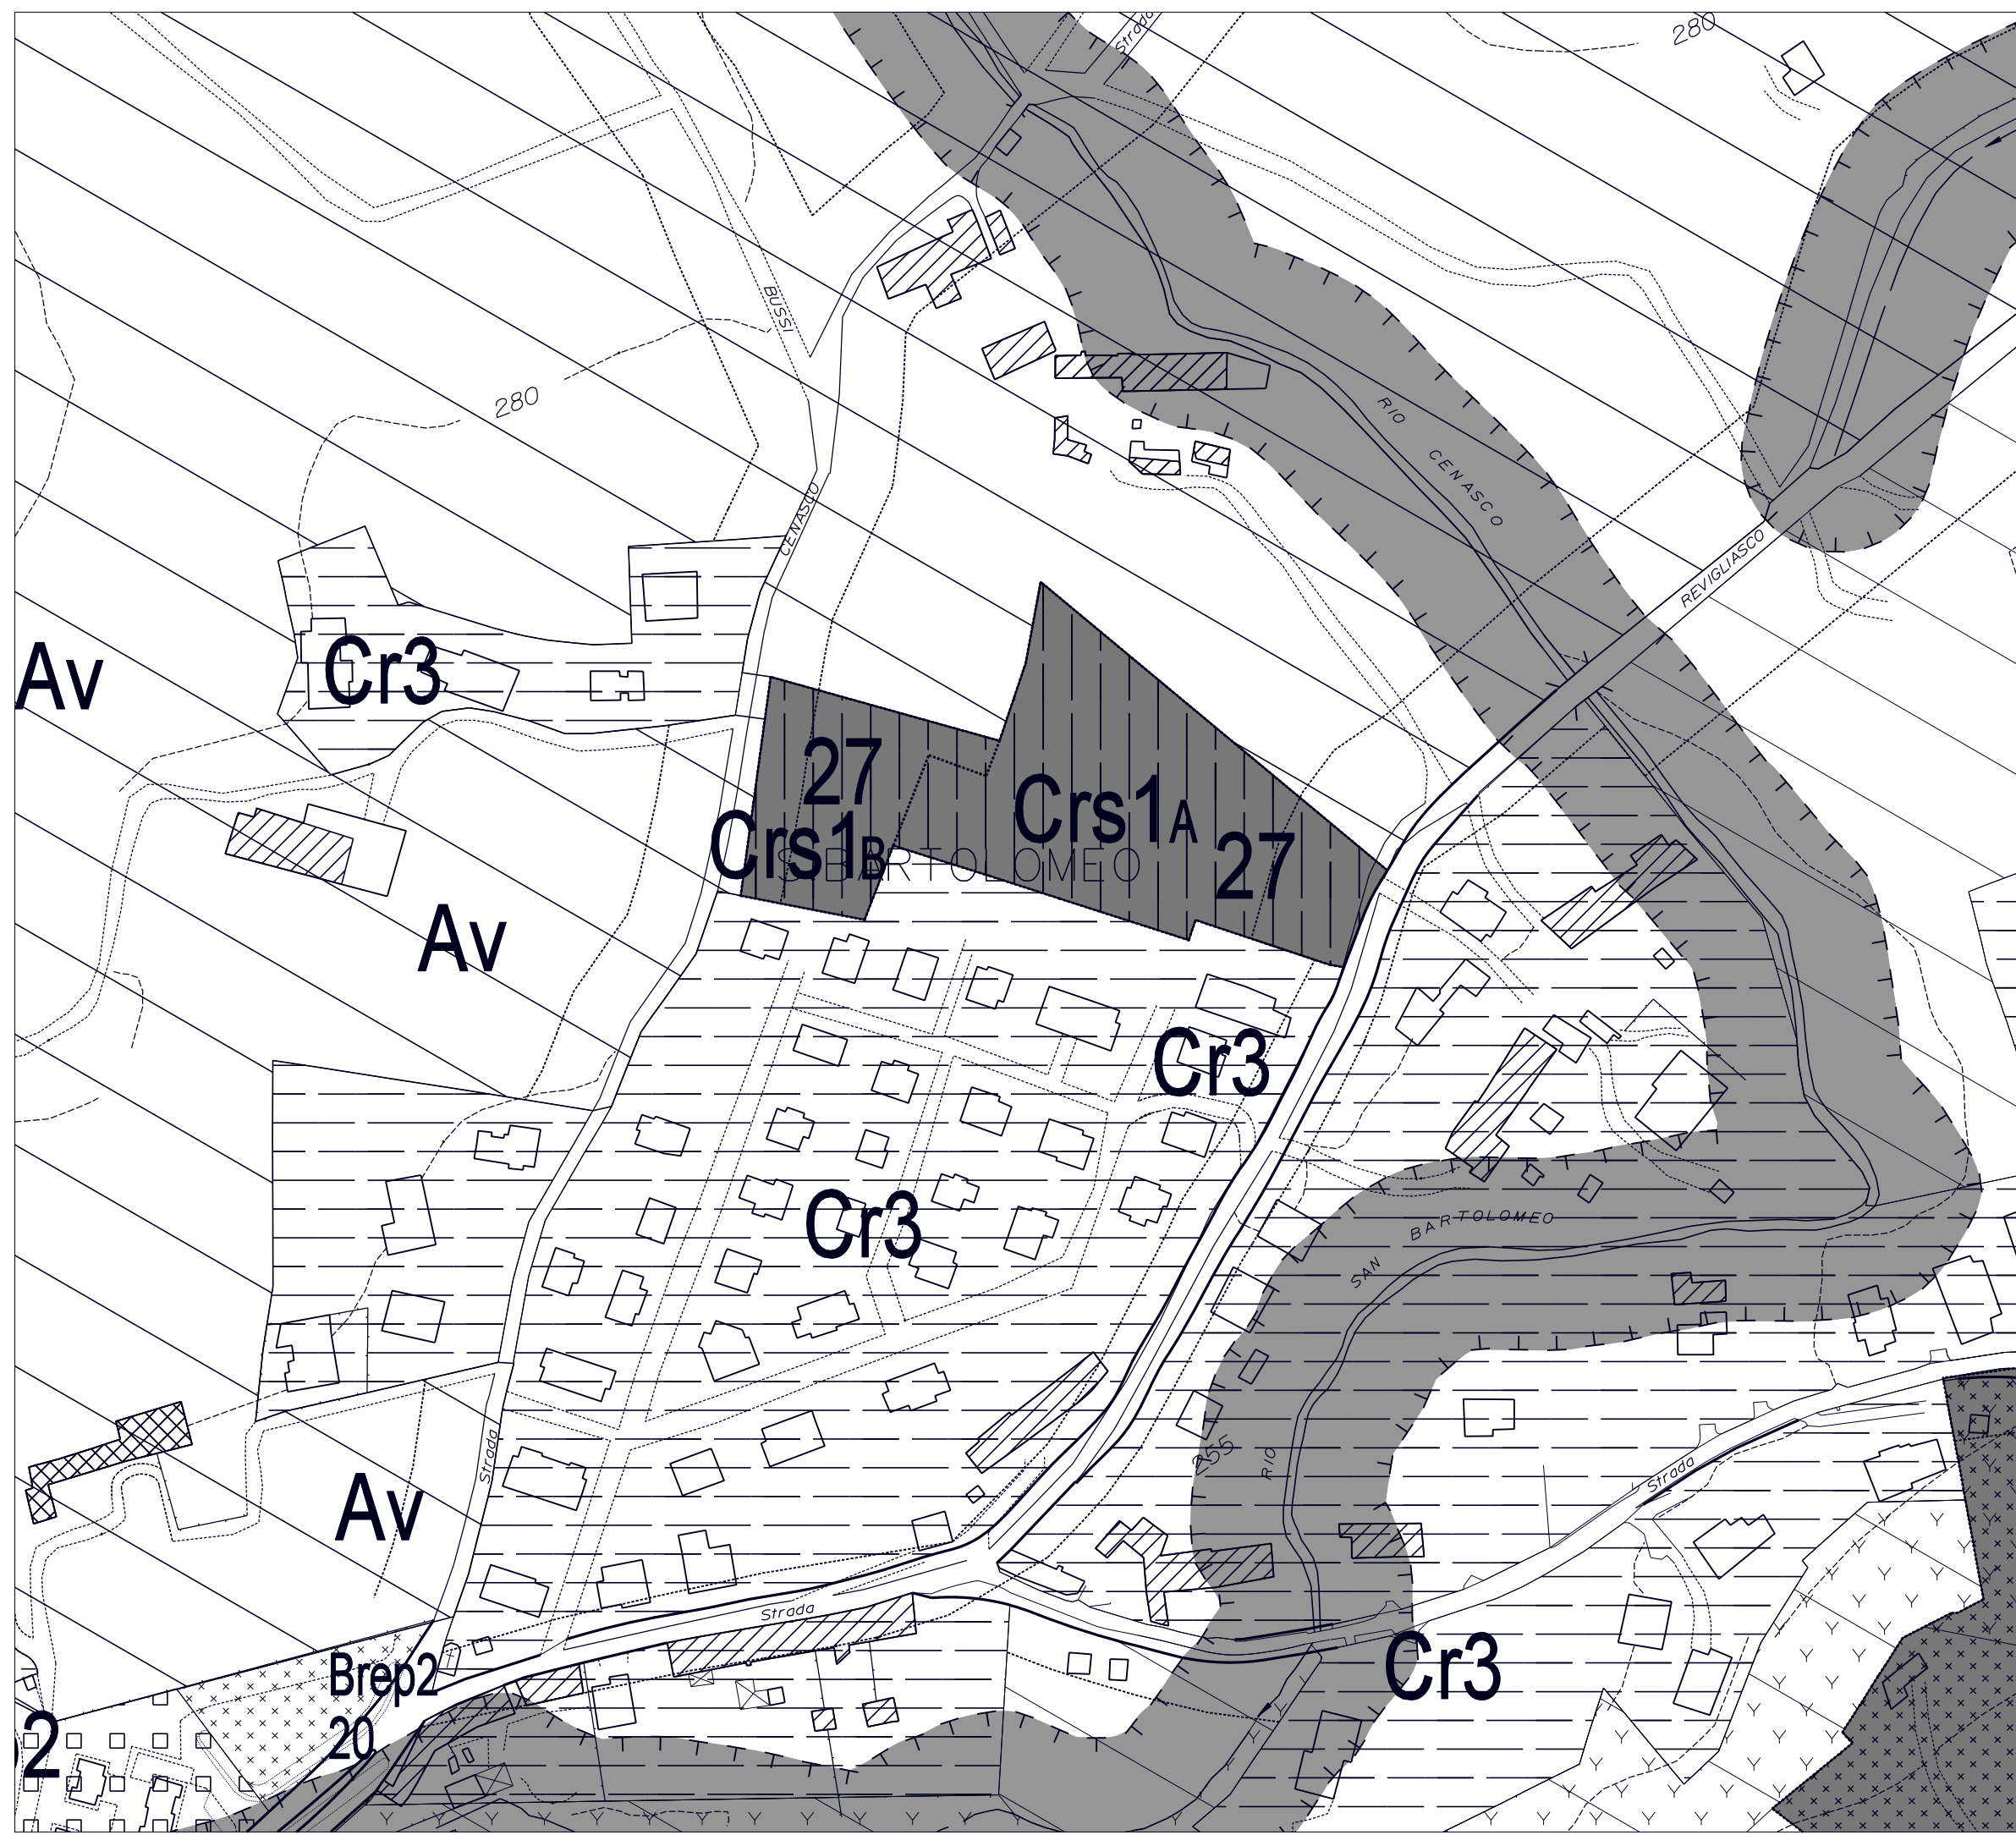 Strada
280
BUSSI
280
RIO CENASCO
CENASCO
REVIGLIASCO
Av
Cr3
27
Crs1A
Crs1B
27
S. BARTOLOMEO
Av
Cr3
Cr3
RIO SAN BARTOLOMEO
255
Strada
Strada
Av
Strada
Cr3
Brep2
20
2